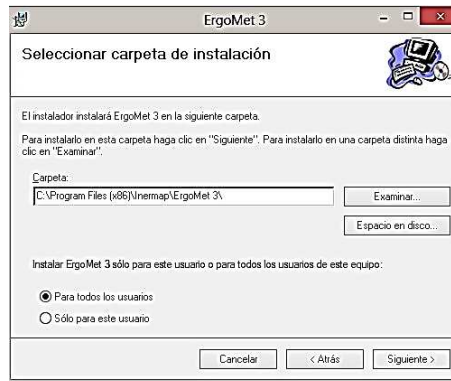 ErgoMet 3
Seleccionar carpeta de instalación
El instalador instalará ErgoMet 3 en la siguiente carpeta.
Para instalarlo en esta carpeta haga clic en "Siguiente". Para instalarlo en una carpeta distinta haga
clic en "Examinar".
Carpeta:
C:\Program Files (x86)\Inermap\ErgoMet 3\
Examinar...
Espacio en disco...
Instalar ErgoMet 3 sólo para este usuario o para todos los usuarios de este equipo:
Para todos los usuarios
Sólo para este usuario
Cancelar
< Atrás
Siguiente >